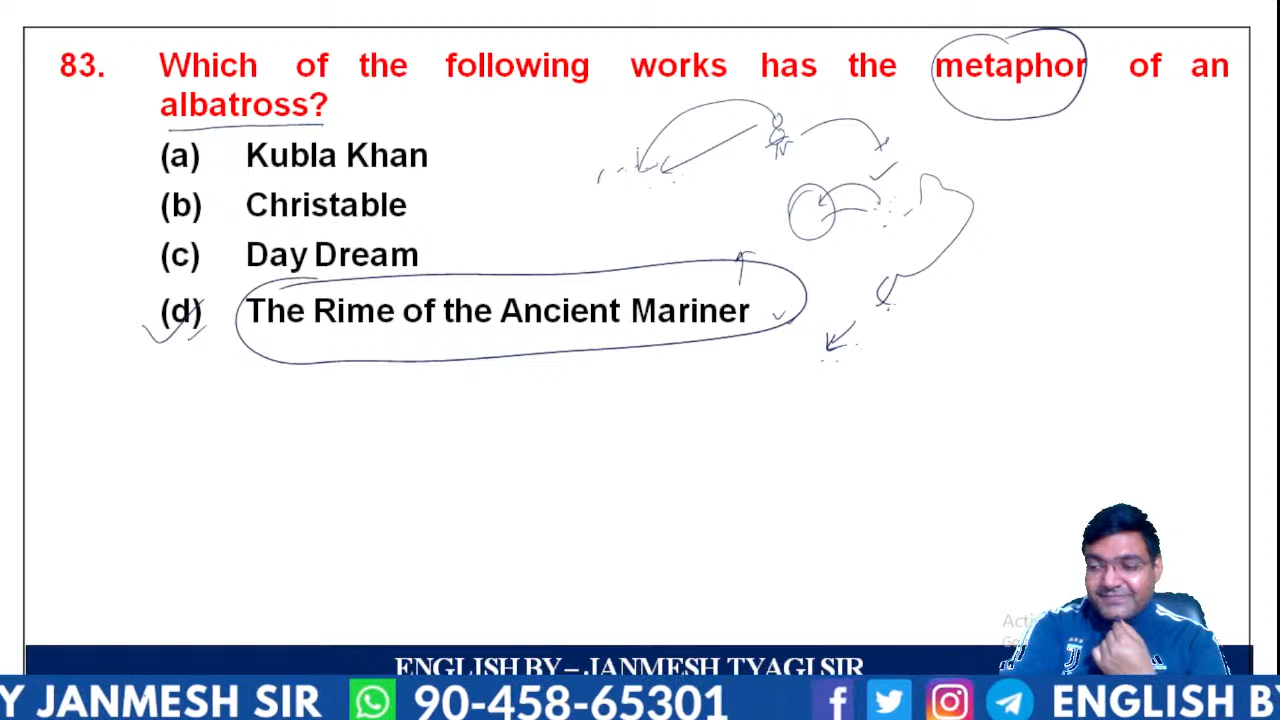 83. Which of the following works has the metaphor of an
albatross?
(a) Kubla Khan
(b) Christable
(c) Day Dream
(d) The Rime of the Ancient Mariner
ENGLISH BY – JANMESH TYAGI SIR
Y JANMESH SIR 90-458-65301 ENGLISH BY